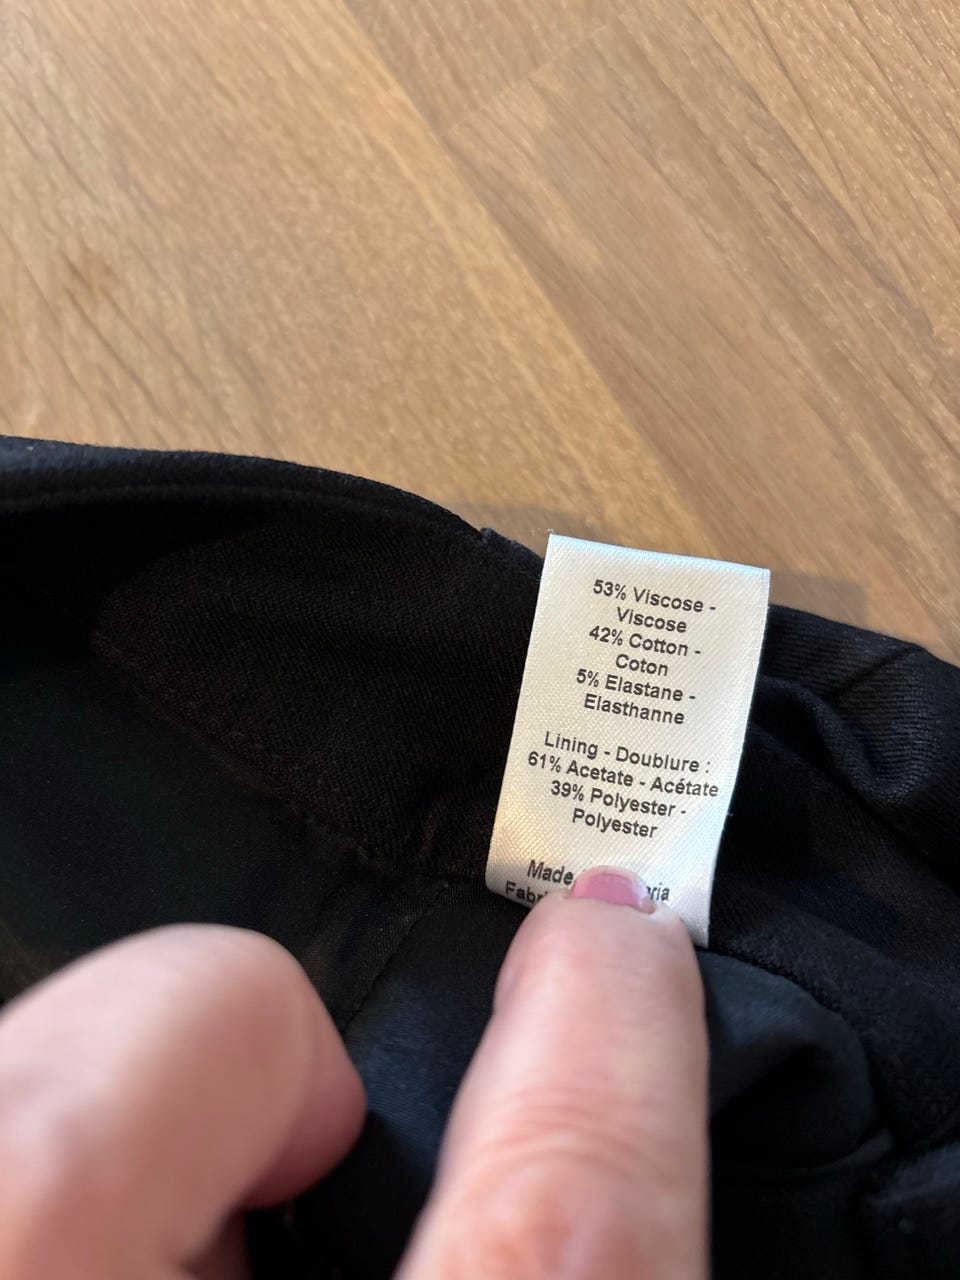 53% Viscose -
Viscose
42% Cotton -
Coton
5% Elastane -
Elasthanne
Lining - Doublure :
61% Acetate - Acétate
39% Polyester -
Polyester
Made